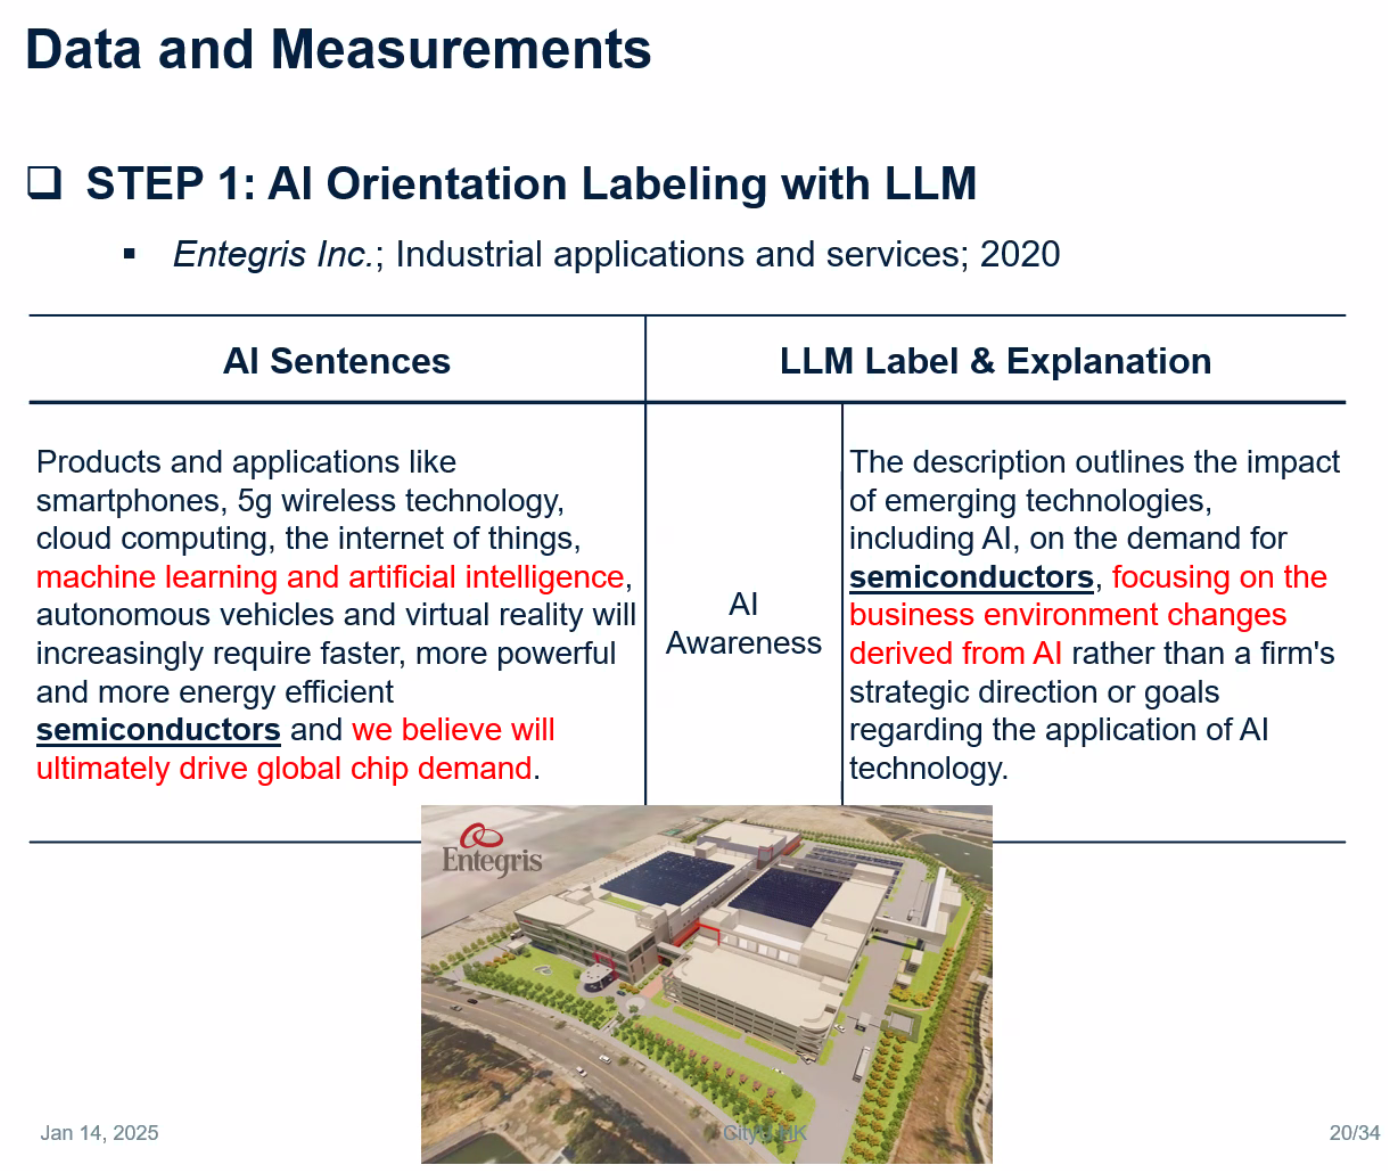 Data and Measurements
❑ STEP 1: AI Orientation Labeling with LLM
▪ Entegris Inc.; Industrial applications and services; 2020
AI Sentences
LLM Label & Explanation
Products and applications like
smartphones, 5g wireless technology,
cloud computing, the internet of things,
machine learning and artificial intelligence,
autonomous vehicles and virtual reality will
increasingly require faster, more powerful
and more energy efficient
semiconductors and we believe will
ultimately drive global chip demand.
AI
Awareness
The description outlines the impact
of emerging technologies,
including AI, on the demand for
semiconductors, focusing on the
business environment changes
derived from AI rather than a firm's
strategic direction or goals
regarding the application of AI
technology.
Entegris
Jan 14, 2025
CityU HK
20/34